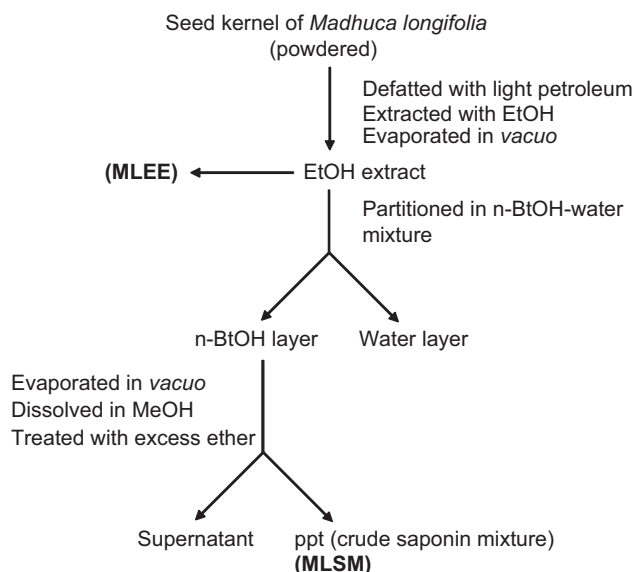 Seed kernel of Madhuca longifolia
(powdered)
Defatted with light petroleum
Extracted with EtOH
Evaporated in vacuo
(MLEE)
EtOH extract
Partitioned in n-BtOH-water
mixture
n-BtOH layer
Water layer
Evaporated in vacuo
Dissolved in MeOH
Treated with excess ether
Supernatant
ppt (crude saponin mixture)
(MLSM)